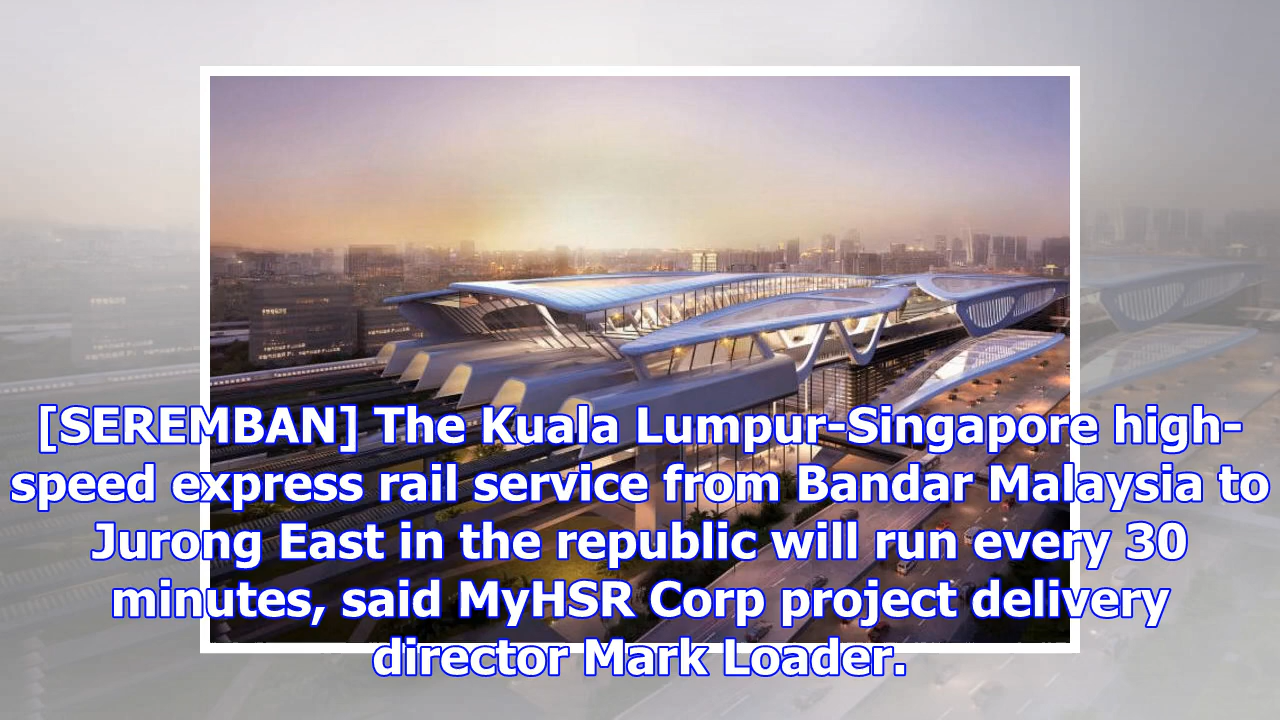 [SEREMBAN] The Kuala Lumpur-Singapore high-
speed express rail service from Bandar Malaysia to
Jurong East in the republic will run every 30
minutes, said MyHSR Corp project delivery
director Mark Loader.